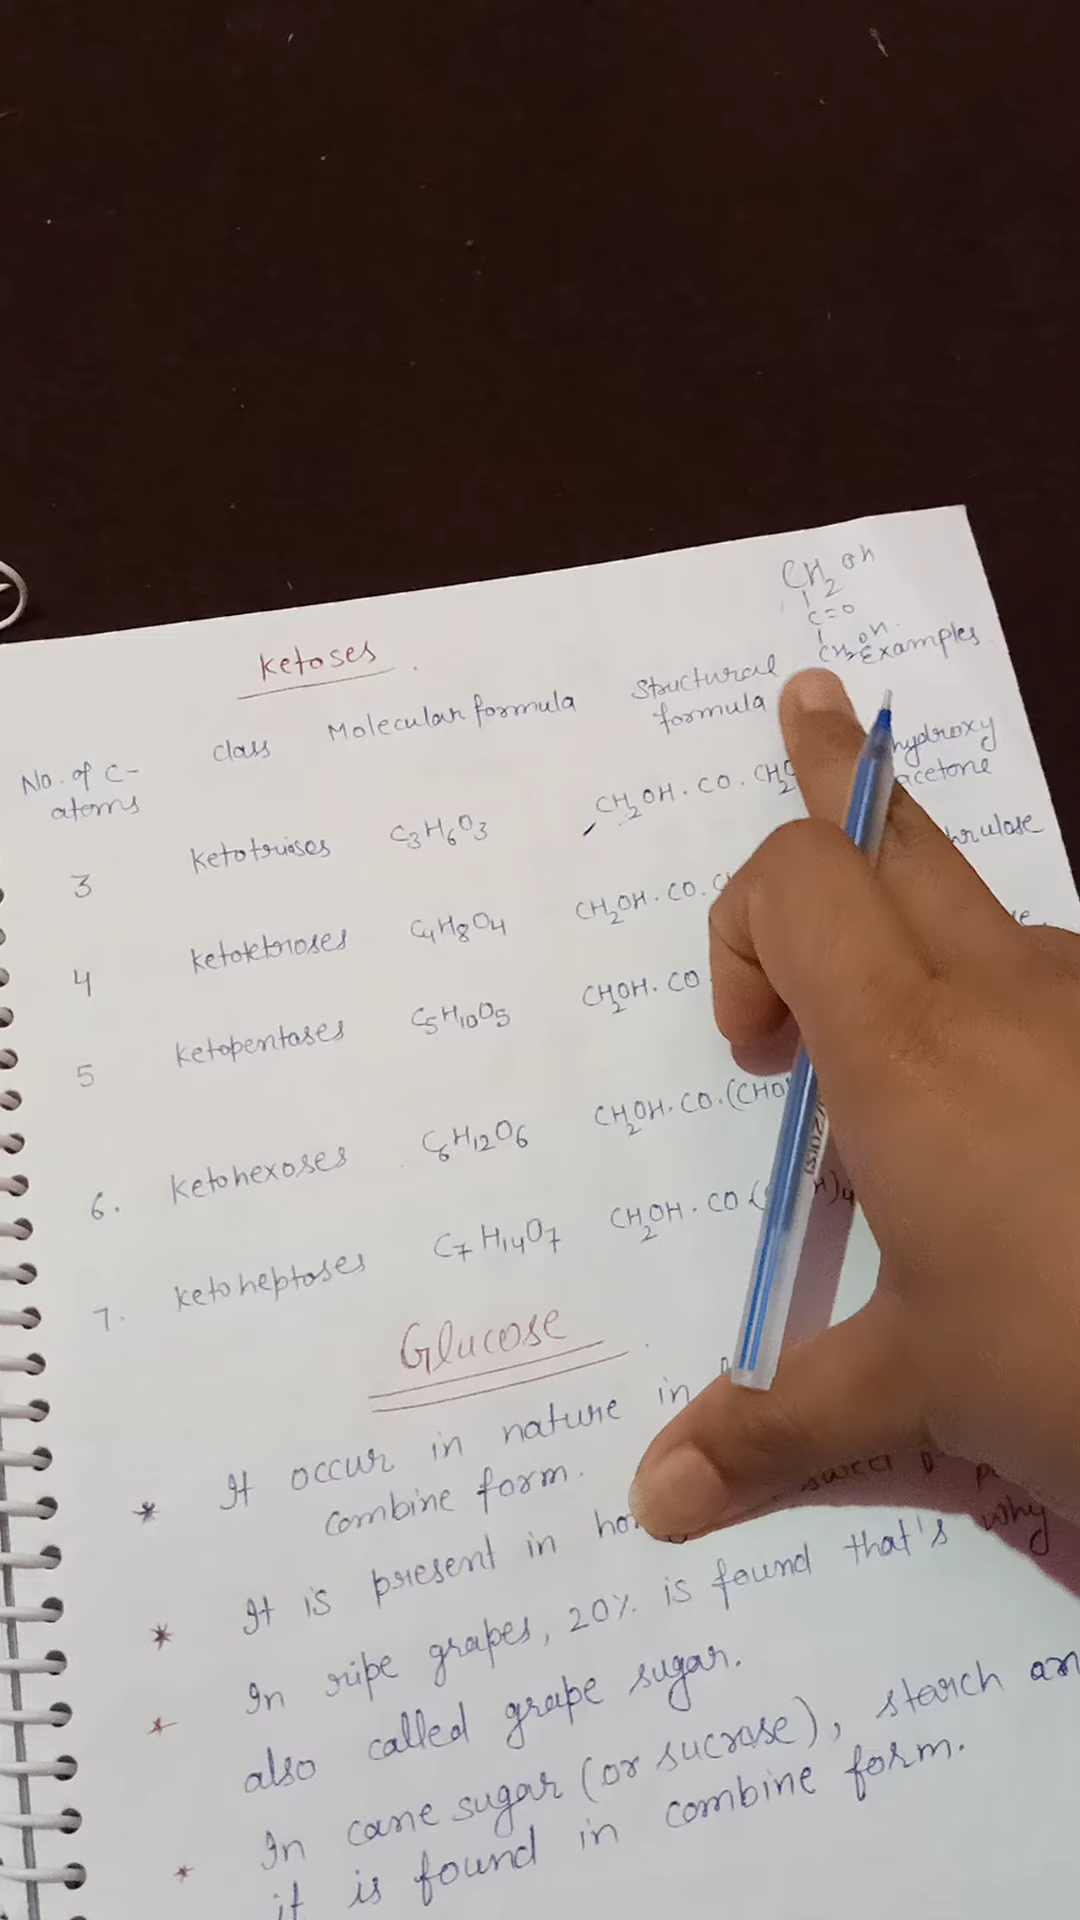 CH2OH
C=O
CH2OH
Ketoses
No. of C-atoms class Molecular formula Structural formula Examples
3 Ketotrioses C3H6O3 CH2OH.CO.CH2 hydroxy acetone
4 ketotetroses C4H8O4 CH2OH.CO.
5 ketopentoses C5H10O5 CH2OH.CO
6. Ketohexoses C6H12O6 CH2OH.CO.(CHO
7. Ketoheptoses C7H14O7 CH2OH.CO.( H)4
Glucose
* It occur in nature in
combine form.
* It is present in sweet
* In ripe grapes, 20% is found that's why
also called grape sugar.
* In cane sugar (or sucrose), starch an
it is found in combine form.